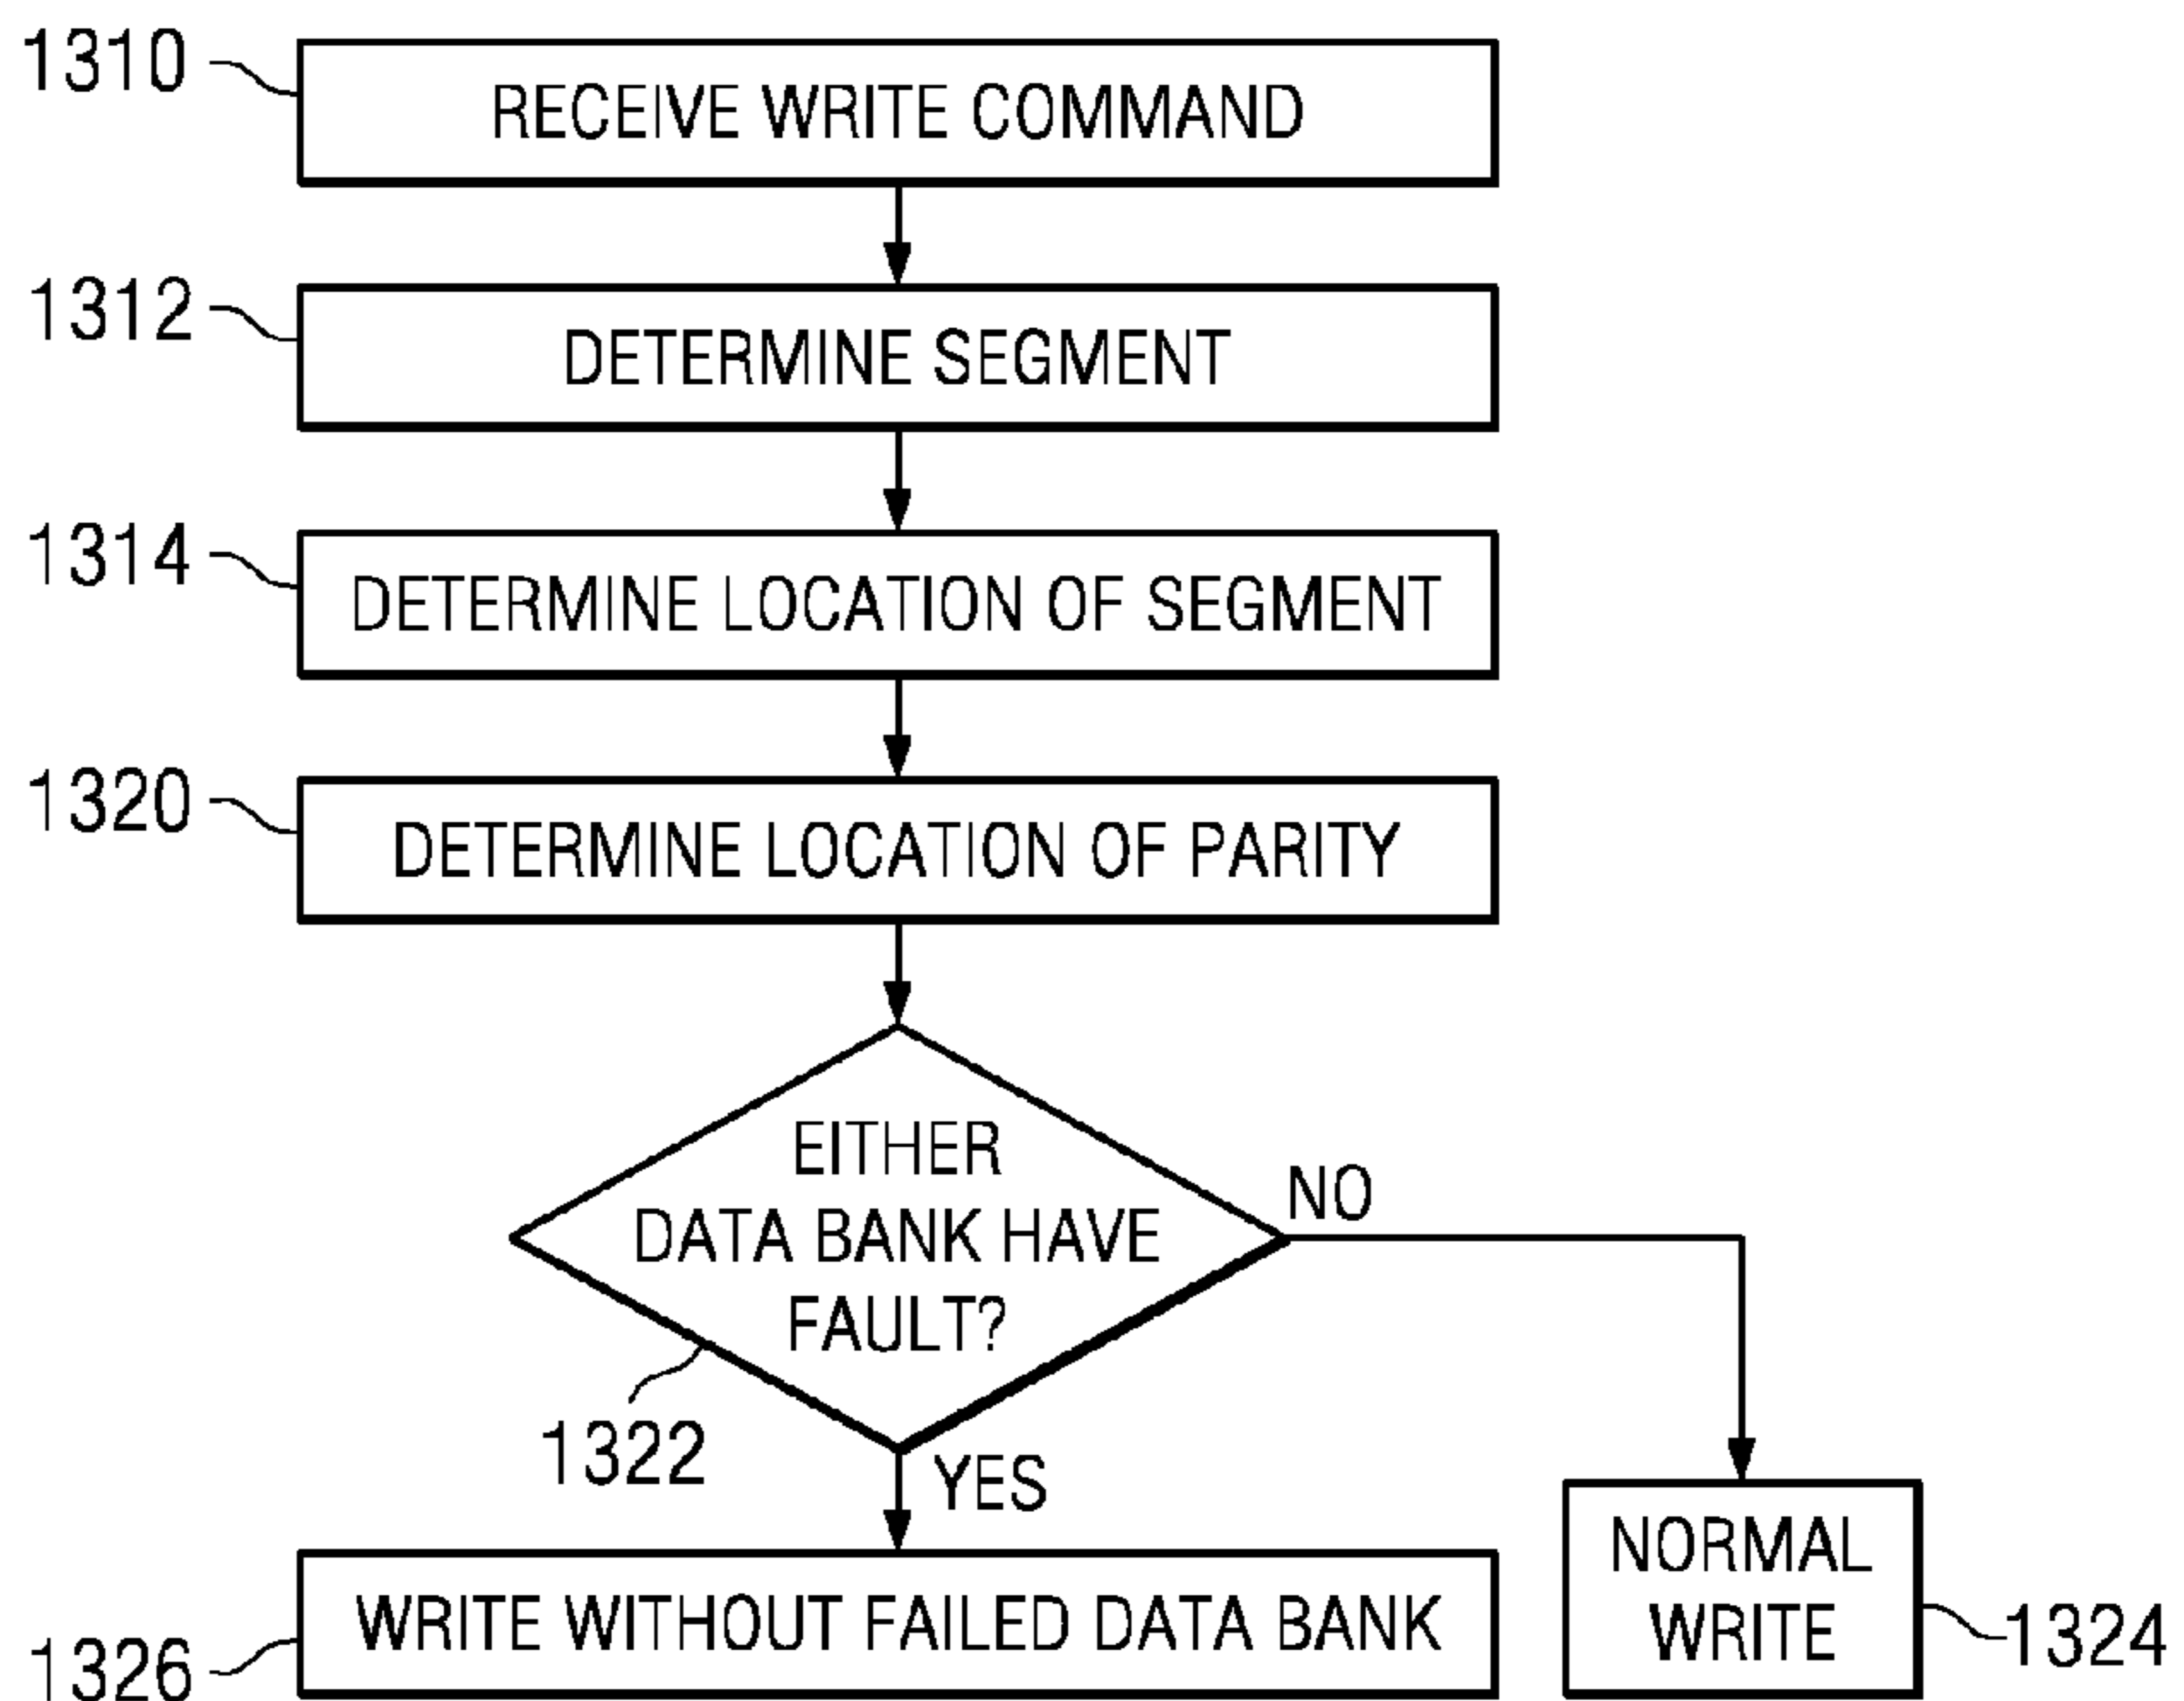 1310
RECEIVE WRITE COMMAND
1312
DETERMINE SEGMENT
1314
DETERMINE LOCATION OF SEGMENT
1320
DETERMINE LOCATION OF PARITY
EITHER
DATA BANK HAVE
FAULT?
NO
1322
YES
NORMAL
WRITE
1324
WRITE WITHOUT FAILED DATA BANK
1326